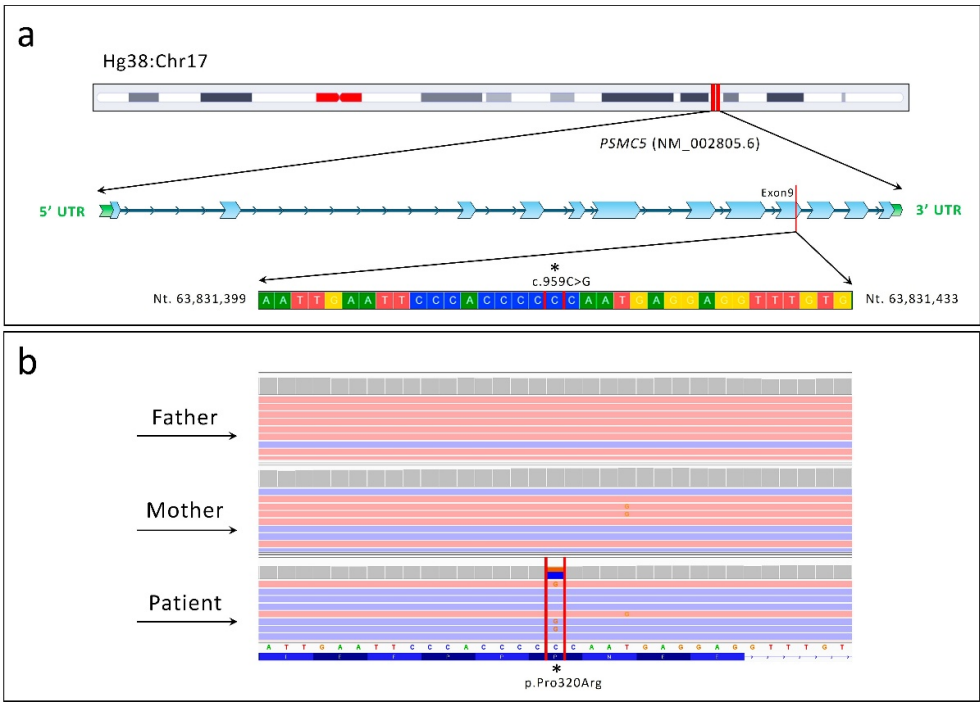 a
Hg38:Chr17
PSMC5 (NM_002805.6)
Exon9
5' UTR
3' UTR
*
c.959C>G
Nt. 63,831,399
A A T T G A A T T C C C A C C C C C C A A T G A G G A G G T T T G T G
Nt. 63,831,433
b
Father
Mother
G
G
Patient
G
G
G
G
A T T G A A T T C C C A C C C C C C A A T G A G G A G G T T T G T
*
p.Pro320Arg